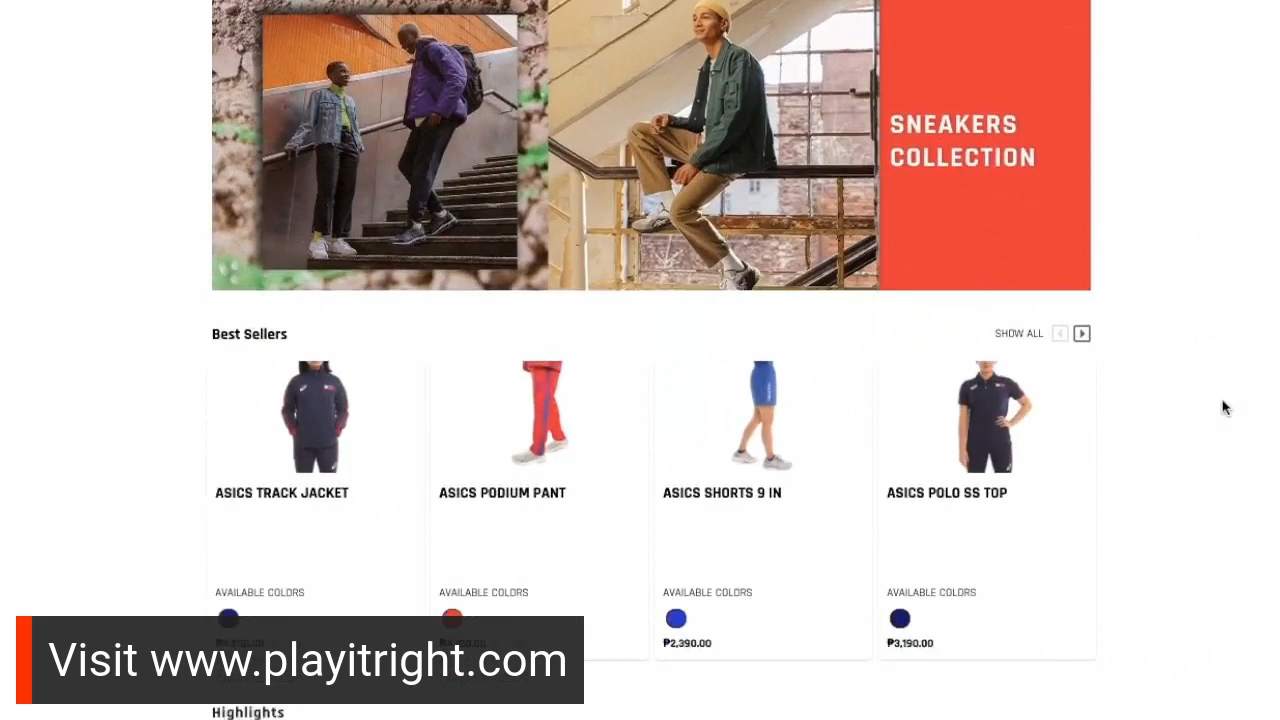 SNEAKERS
COLLECTION
Best Sellers
SHOW ALL
ASICS TRACK JACKET
ASICS PODIUM PANT
ASICS SHORTS 9 IN
ASICS POLO SS TOP
AVAILABLE COLORS
AVAILABLE COLORS
AVAILABLE COLORS
AVAILABLE COLORS
₱2,390.00
₱3,190.00
Visit www.playitright.com
Highlights